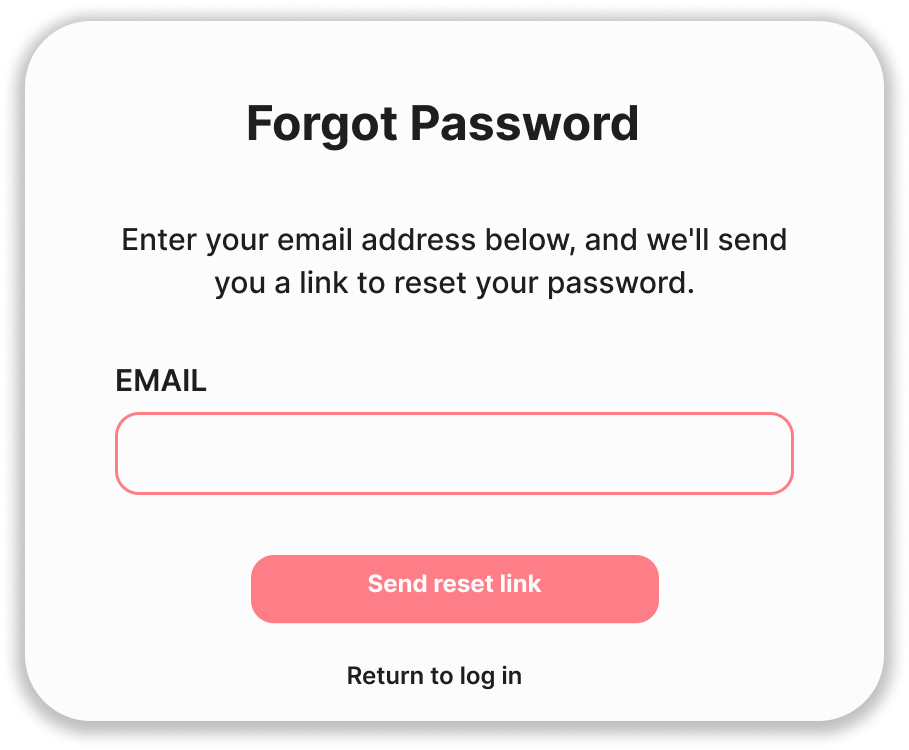 Forgot Password
Enter your email address below, and we'll send
you a link to reset your password.
EMAIL
Send reset link
Return to log in